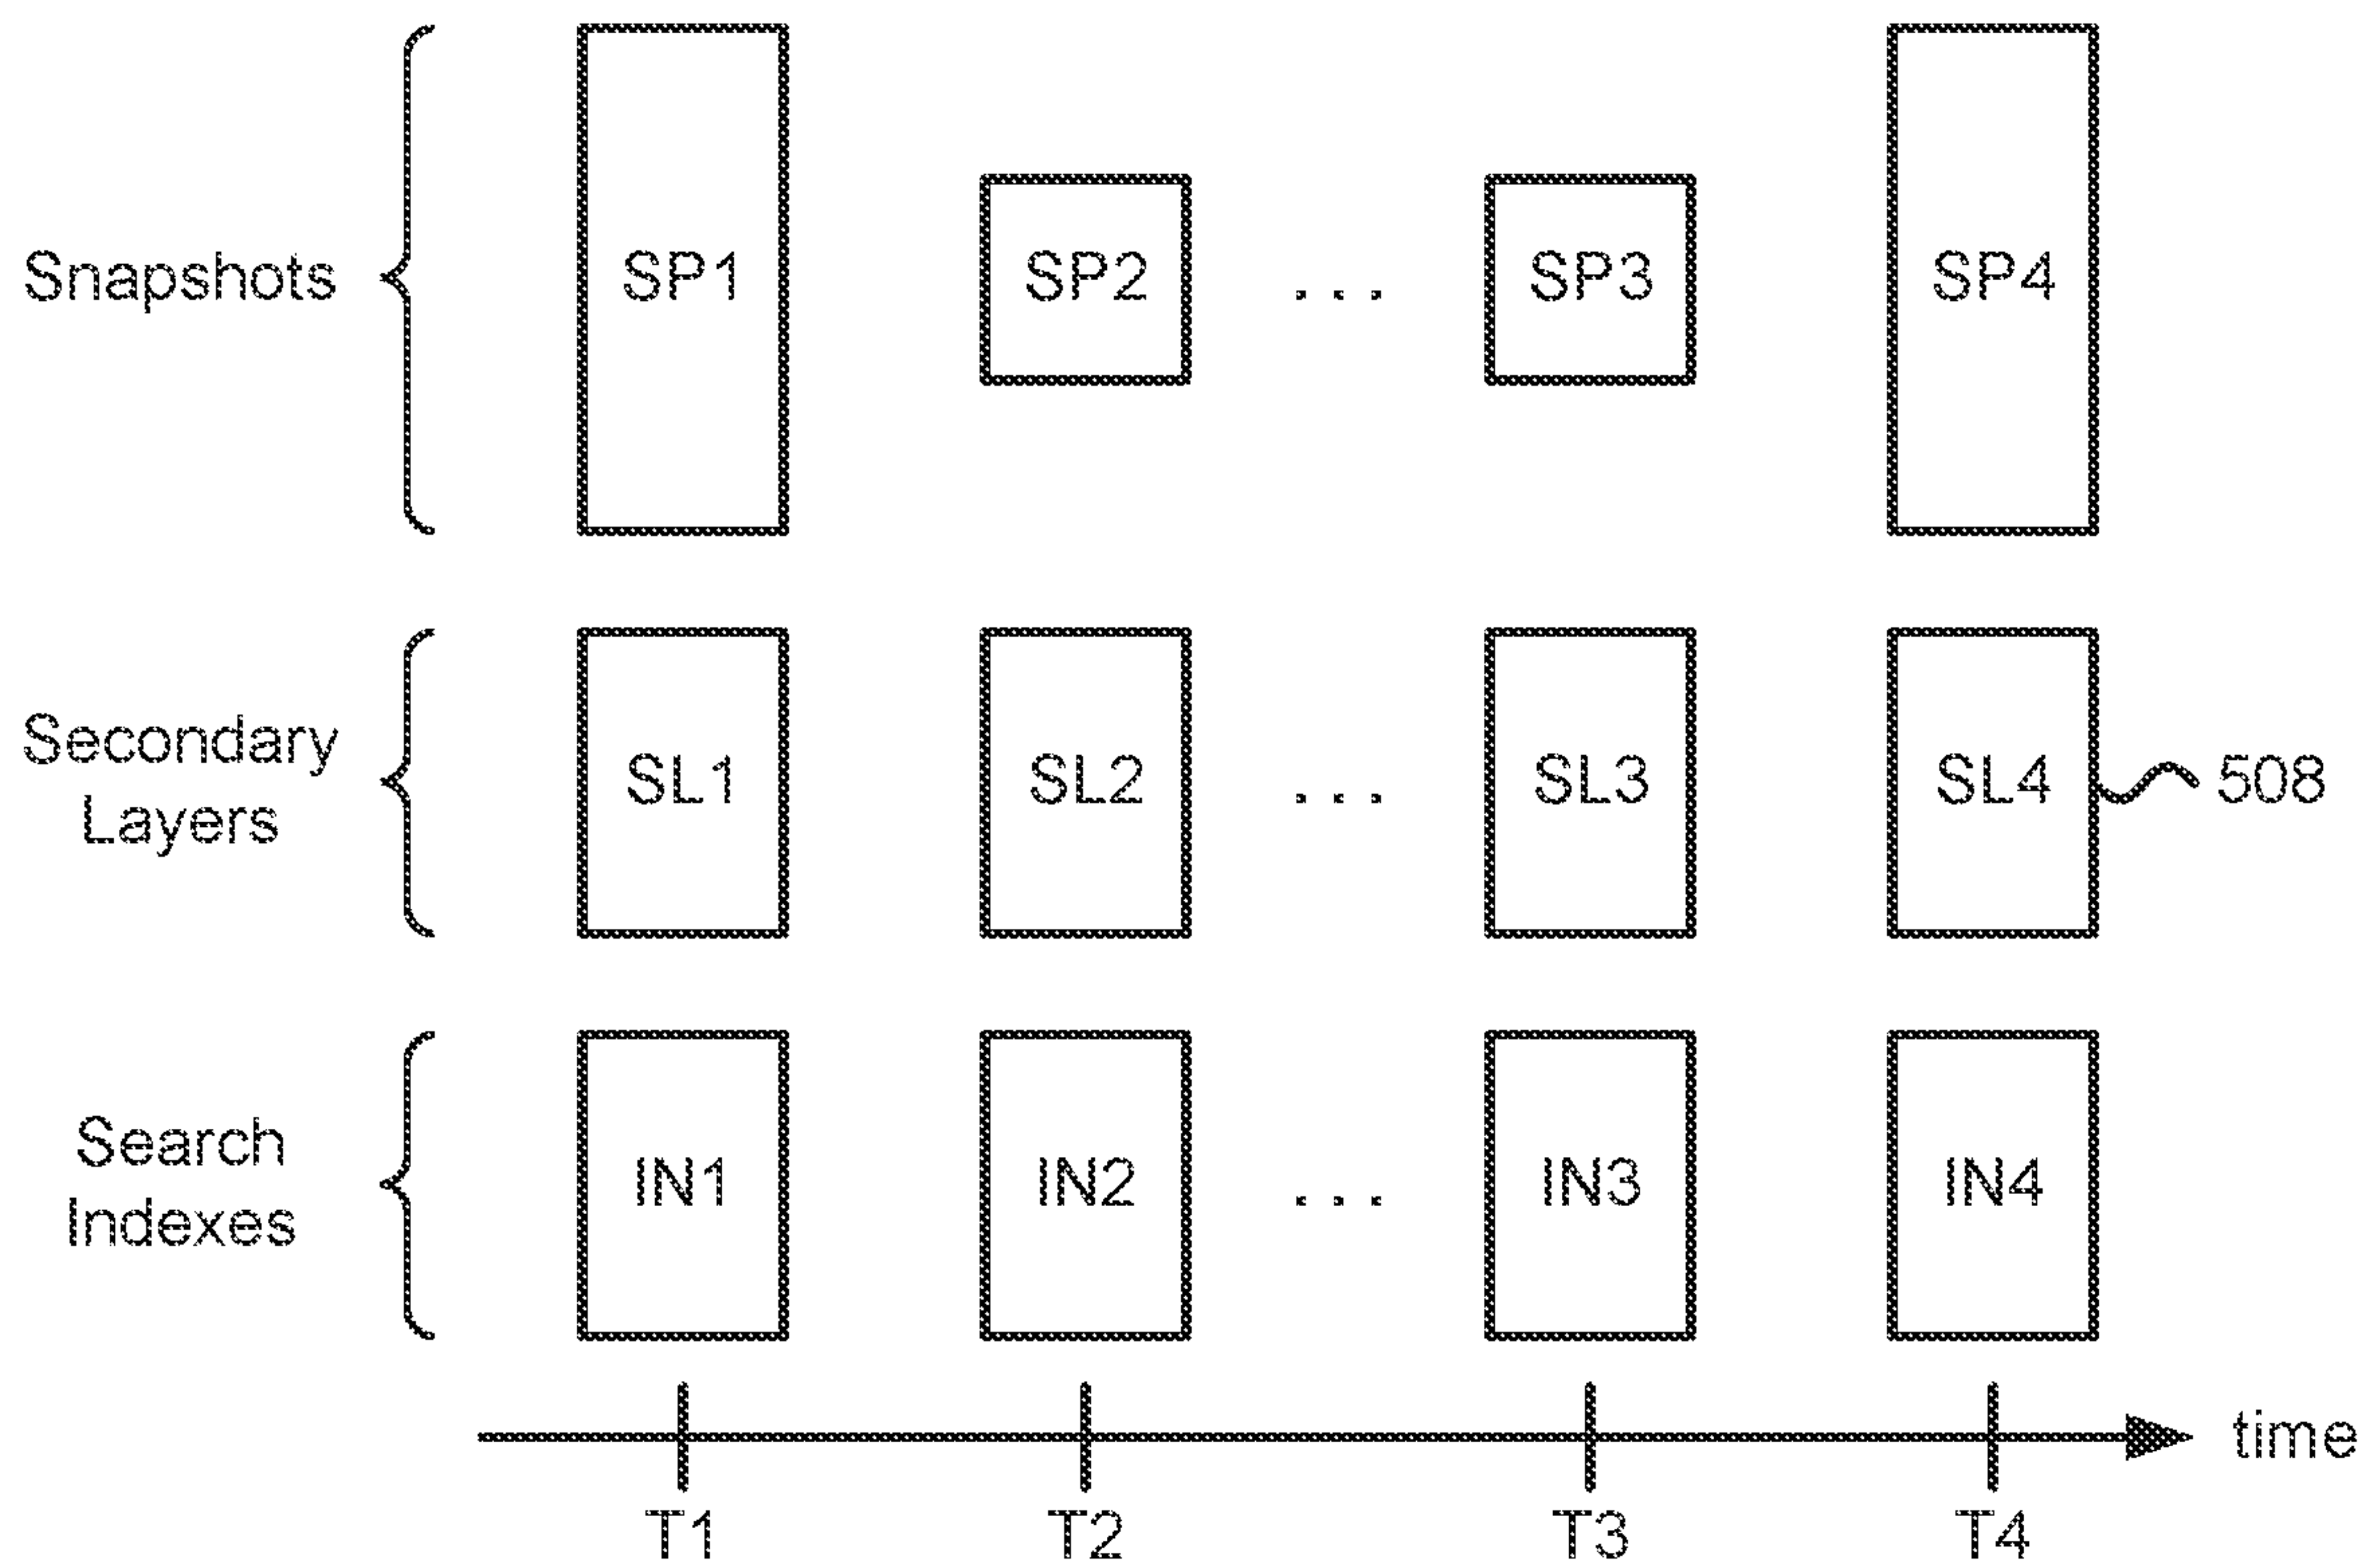 Snapshots
SP1
SP2
...
SP3
SP4
Secondary
Layers
SL1
SL2
...
SL3
SL4
508
Search
Indexes
IN1
IN2
...
IN3
IN4
time
T1
T2
T3
T4